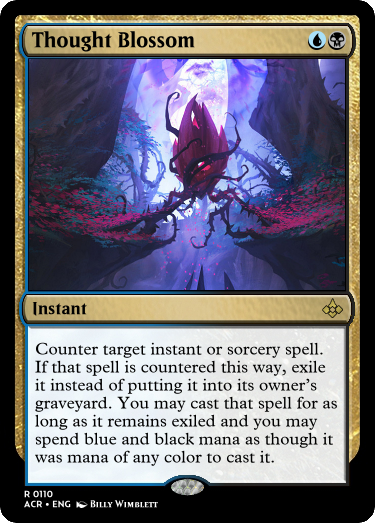 Thought Blossom
Instant
Counter target instant or sorcery spell.
If that spell is countered this way, exile
it instead of putting it into its owner's
graveyard. You may cast that spell for as
long as it remains exiled and you may
spend blue and black mana as though it
was mana of any color to cast it.
R 0110
ACR • ENG Billy Wimblett